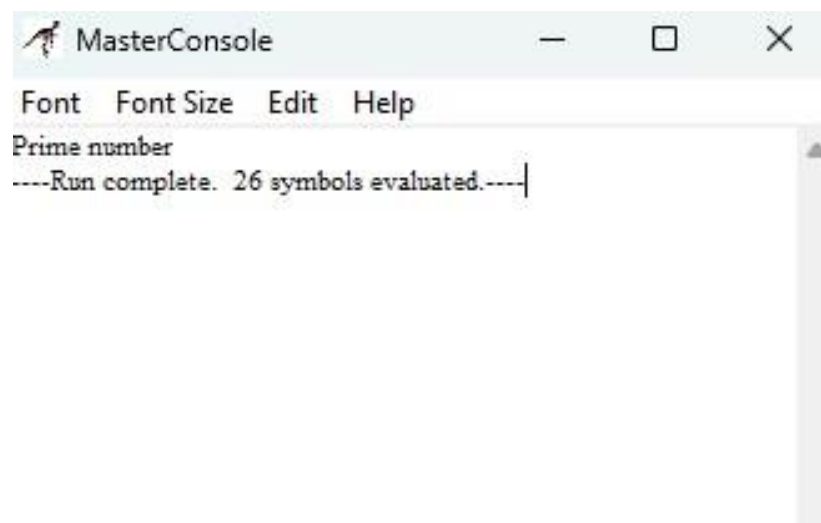 MasterConsole
Font Font Size Edit Help
Prime number
----Run complete.  26 symbols evaluated.----